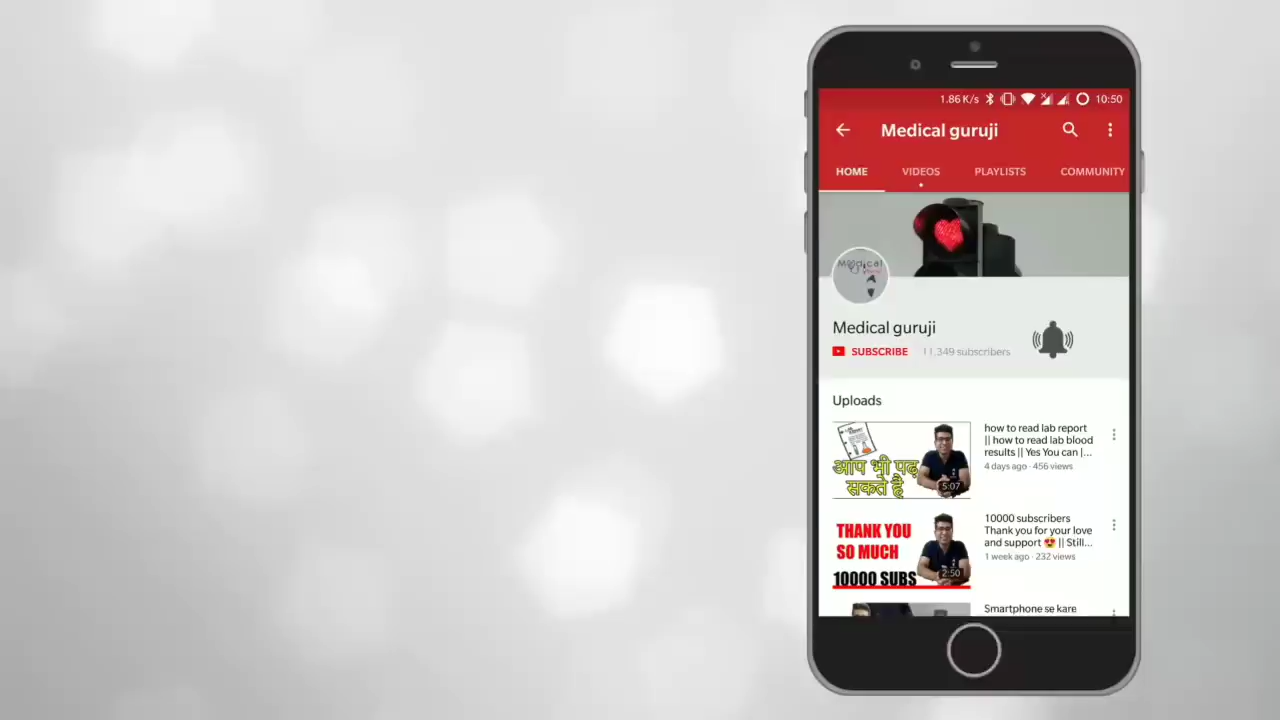 1.86 K/s 10:50
Medical guruji
HOME VIDEOS PLAYLISTS COMMUNITY
Medical
Medical guruji
SUBSCRIBE 11,349 subscribers
Uploads
आप भी पढ़
सकते है
5:07
how to read lab report
|| how to read lab blood
results || Yes You can |...
4 days ago · 456 views
THANK YOU
SO MUCH
10000 SUBS
2:50
10000 subscribers
Thank you for your love
and support 😍 || Still...
1 week ago · 232 views
Smartphone se kare